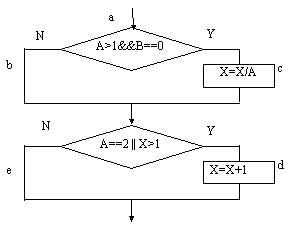 a
N
Y
A>1&&B==0
b
X=X/A
c
N
Y
A==2 || X>1
e
X=X+1
d